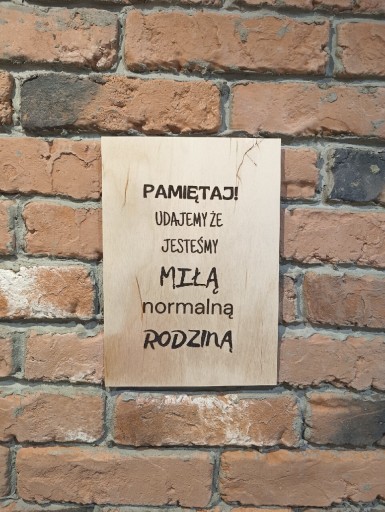 PAMIĘTAJ!
UDAJEMY ŻE
JESTEŚMY
MIŁĄ
normalną
RODZINĄ